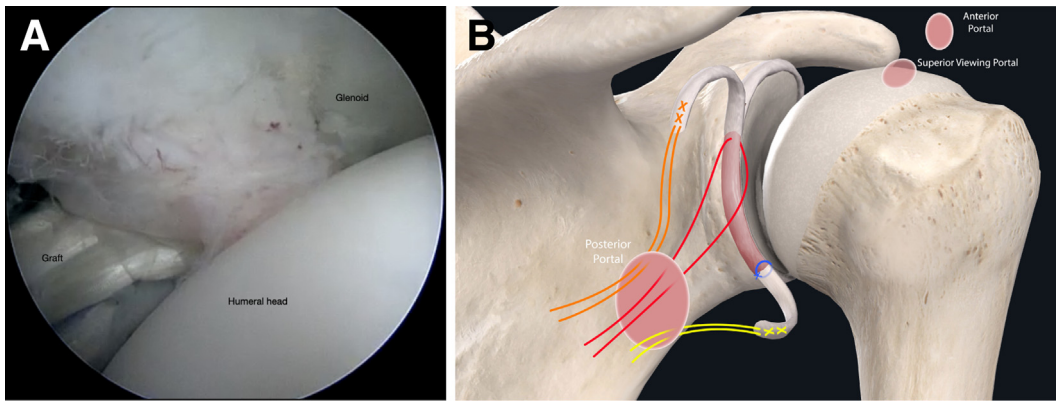 A
Glenoid
Graft
Humeral head
B
Anterior
Portal
Superior Viewing Portal
Posterior
Portal